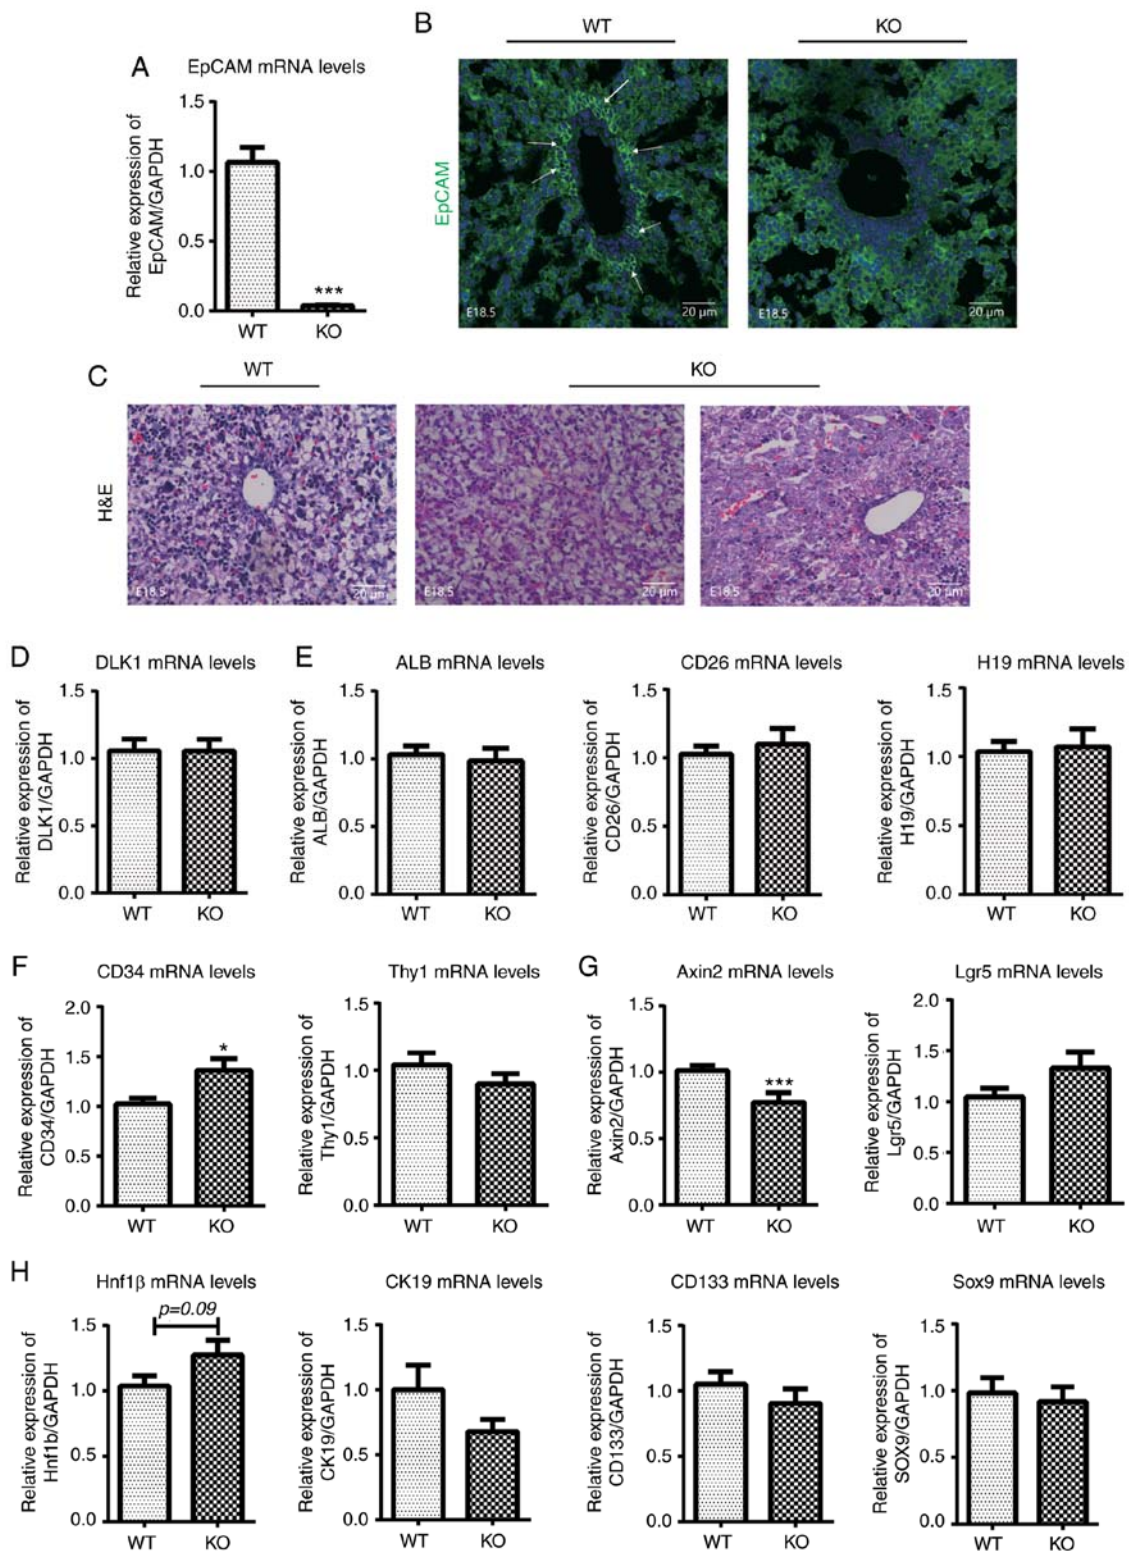 A
EpCAM mRNA levels
Relative expression of
EpCAM/GAPDH
1.5
1.0
0.5
0.0
***
WT
KO
B
WT
KO
EpCAM
E18.5
20 µm
E18.5
20 µm
C
WT
KO
H&E
E18.5
20 µm
E18.5
20 µm
E18.5
20 µm
D
DLK1 mRNA levels
Relative expression of
DLK1/GAPDH
1.5
1.0
0.5
0.0
WT
KO
E
ALB mRNA levels
Relative expression of
ALB/GAPDH
1.5
1.0
0.5
0.0
WT
KO
CD26 mRNA levels
Relative expression of
CD26/GAPDH
1.5
1.0
0.5
0.0
WT
KO
H19 mRNA levels
Relative expression of
H19/GAPDH
1.5
1.0
0.5
0.0
WT
KO
F
CD34 mRNA levels
Relative expression of
CD34/GAPDH
2.0
1.5
1.0
0.5
0.0
*
WT
KO
Thy1 mRNA levels
Relative expression of
Thy1/GAPDH
1.5
1.0
0.5
0.0
WT
KO
G
Axin2 mRNA levels
Relative expression of
Axin2/GAPDH
1.5
1.0
0.5
0.0
***
WT
KO
Lgr5 mRNA levels
Relative expression of
Lgr5/GAPDH
2.0
1.5
1.0
0.5
0.0
WT
KO
H
Hnf1β mRNA levels
p=0.09
Relative expression of
Hnf1b/GAPDH
1.5
1.0
0.5
0.0
WT
KO
CK19 mRNA levels
Relative expression of
CK19/GAPDH
1.5
1.0
0.5
0.0
WT
KO
CD133 mRNA levels
Relative expression of
CD133/GAPDH
1.5
1.0
0.5
0.0
WT
KO
Sox9 mRNA levels
Relative expression of
SOX9/GAPDH
1.5
1.0
0.5
0.0
WT
KO